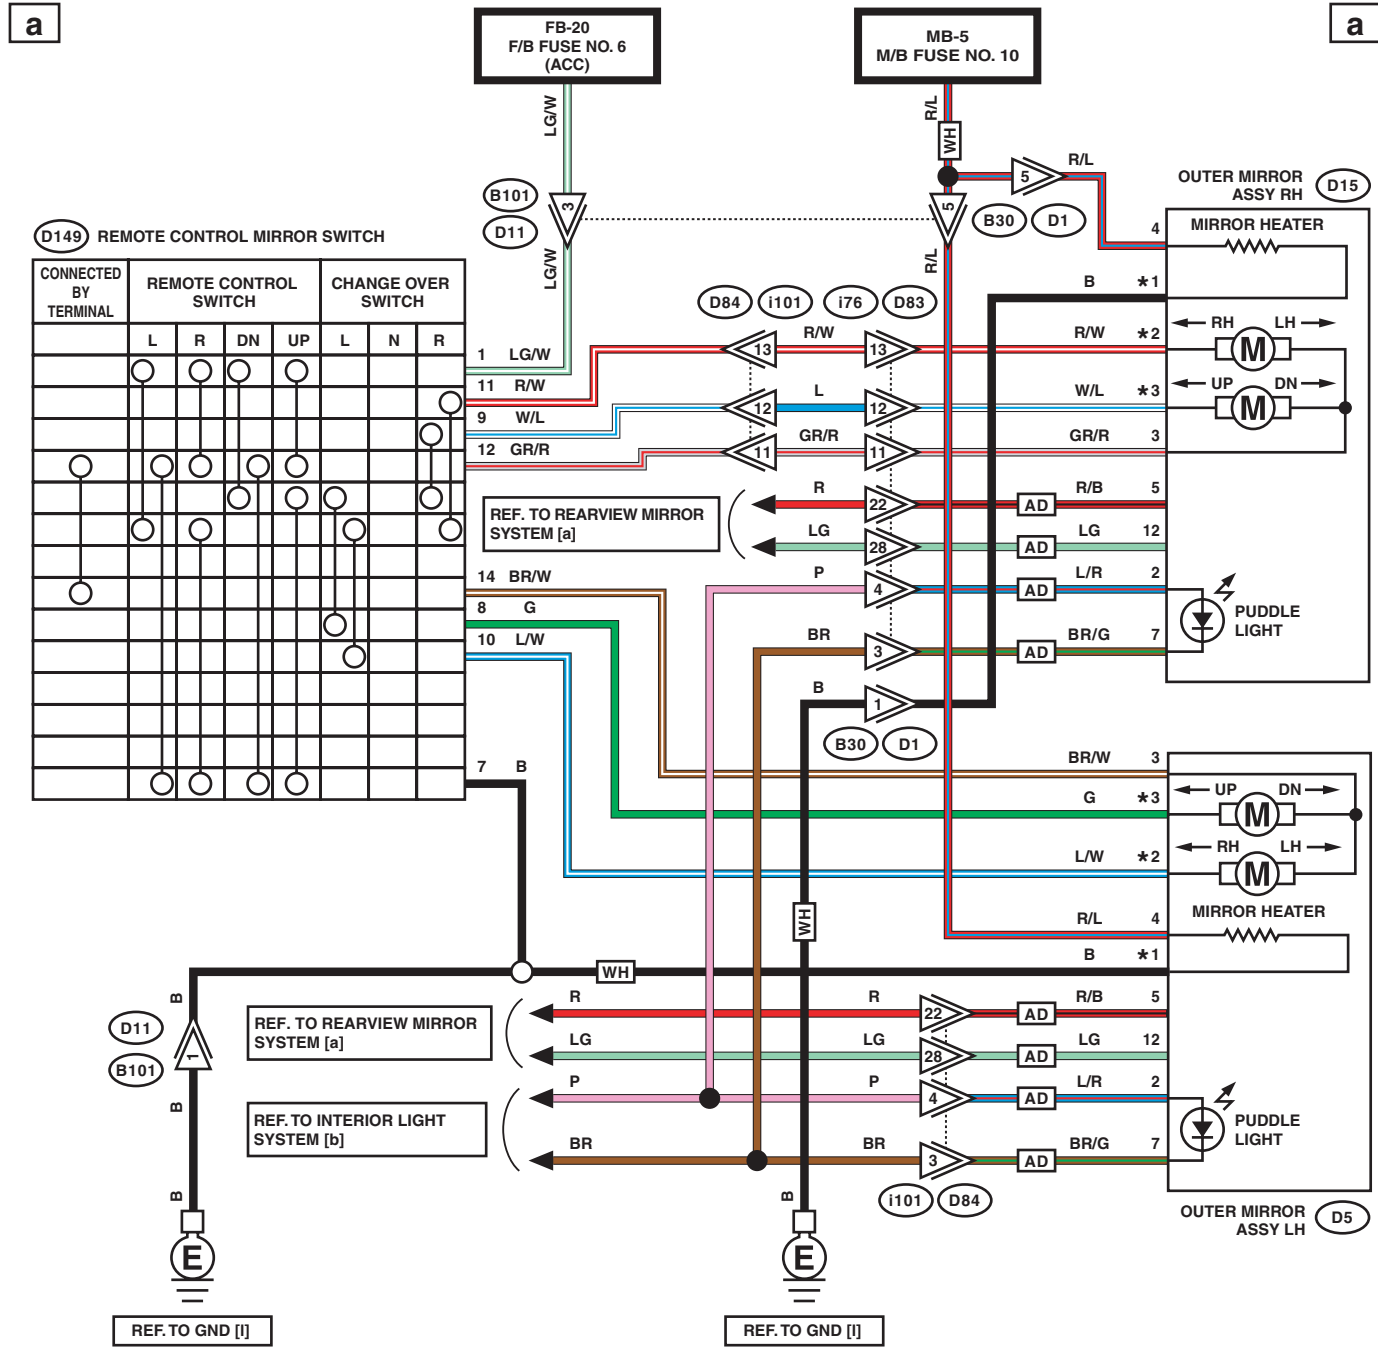 a
a
FB-20
F/B FUSE NO. 6
(ACC)
MB-5
M/B FUSE NO. 10
LG/W
R/L
WH
5
R/L
B101
D11
3
5
B30
D1
OUTER MIRROR
ASSY RH
D15
D149
REMOTE CONTROL MIRROR SWITCH
LG/W
R/L
4
MIRROR HEATER
CONNECTED
BY
TERMINAL
REMOTE CONTROL
SWITCH
CHANGE OVER
SWITCH
L
R
DN
UP
L
N
R
D84
i101
i76
D83
B
*1
1
LG/W
13
R/W
13
R/W
*2
RH
LH
M
11
R/W
9
W/L
12
L
12
W/L
*3
UP
DN
M
12
GR/R
11
GR/R
11
GR/R
3
REF. TO REARVIEW MIRROR
SYSTEM [a]
R
22
AD
R/B
5
LG
28
AD
LG
12
14
BR/W
P
4
AD
L/R
2
PUDDLE
LIGHT
8
G
10
L/W
BR
3
AD
BR/G
7
B
1
B30
D1
7
B
BR/W
3
G
*3
UP
DN
M
L/W
*2
RH
LH
M
WH
R/L
4
MIRROR HEATER
B
*1
WH
B
D11
B101
1
REF. TO REARVIEW MIRROR
SYSTEM [a]
R
R
22
AD
R/B
5
LG
LG
28
AD
LG
12
B
REF. TO INTERIOR LIGHT
SYSTEM [b]
P
P
4
AD
L/R
2
PUDDLE
LIGHT
BR
BR
3
AD
BR/G
7
B
B
i101
D84
OUTER MIRROR
ASSY LH
D5
E
E
REF. TO GND [I]
REF. TO GND [I]